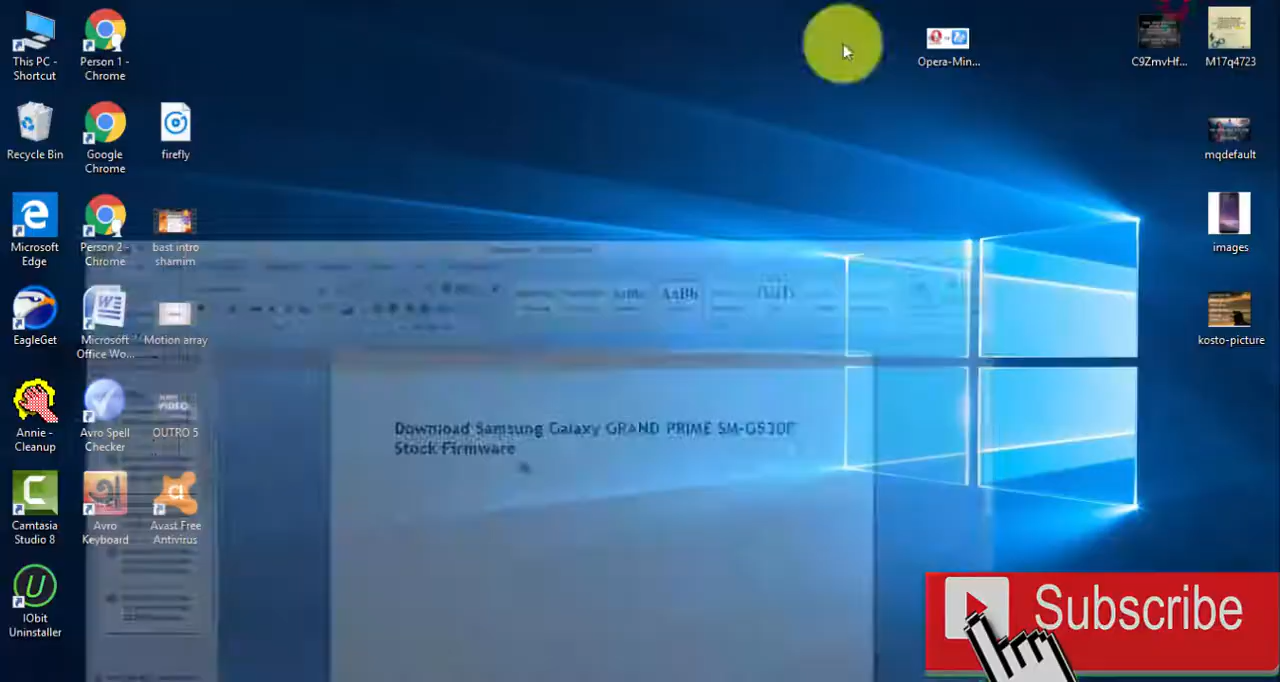 This PC -
Shortcut
Person 1 -
Chrome
Opera-Min...
C9ZmvHf...
M17q4723
Recycle Bin
Google
Chrome
firefly
mqdefault
Microsoft
Edge
Person 2 -
Chrome
bast intro
shamim
images
EagleGet
Microsoft
Office Wo...
Motion array
kosto-picture
Download Samsung Galaxy GRAND PRIME SM-G530F
Stock Firmware
Annie -
Cleanup
Avro Spell
Checker
OUTRO 5
Camtasia
Studio 8
Avro
Keyboard
Avast Free
Antivirus
IObit
Uninstaller
Subscribe